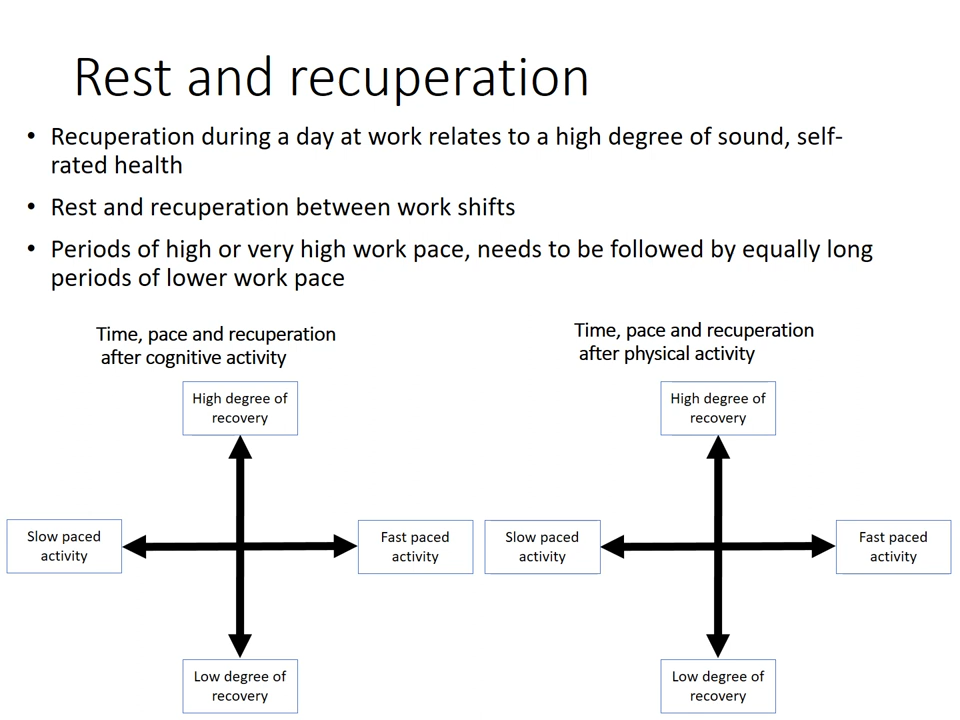 Rest and recuperation
• Recuperation during a day at work relates to a high degree of sound, self-
rated health
• Rest and recuperation between work shifts
• Periods of high or very high work pace, needs to be followed by equally long
periods of lower work pace
Time, pace and recuperation
after cognitive activity
High degree of
recovery
Slow paced
activity
Fast paced
activity
Low degree of
recovery
Time, pace and recuperation
after physical activity
High degree of
recovery
Slow paced
activity
Fast paced
activity
Low degree of
recovery